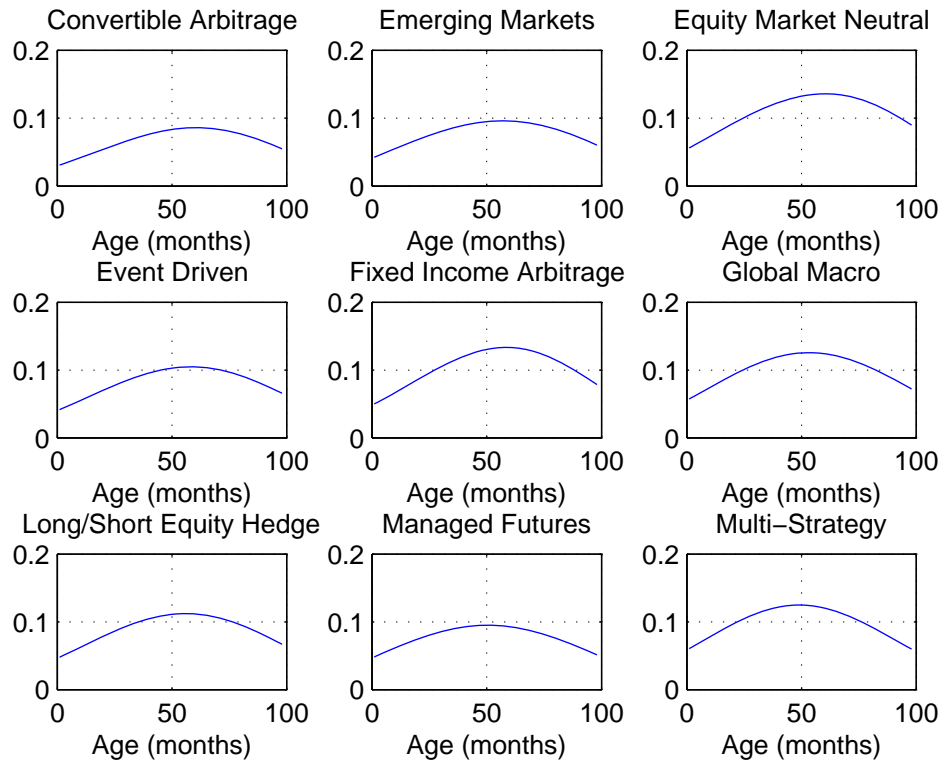 Convertible Arbitrage
0.2
0.1
0
0 50 100
Age (months)
Emerging Markets
0.2
0.1
0
0 50 100
Age (months)
Equity Market Neutral
0.2
0.1
0
0 50 100
Age (months)
Event Driven
0.2
0.1
0
0 50 100
Age (months)
Fixed Income Arbitrage
0.2
0.1
0
0 50 100
Age (months)
Global Macro
0.2
0.1
0
0 50 100
Age (months)
Long/Short Equity Hedge
0.2
0.1
0
0 50 100
Age (months)
Managed Futures
0.2
0.1
0
0 50 100
Age (months)
Multi−Strategy
0.2
0.1
0
0 50 100
Age (months)